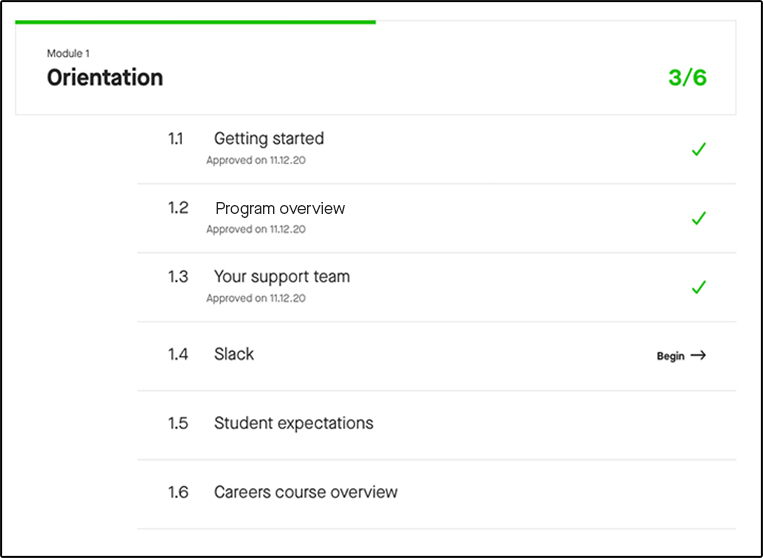 Module 1
Orientation
3/6
1.1 Getting started
Approved on 11.12.20
1.2 Program overview
Approved on 11.12.20
1.3 Your support team
Approved on 11.12.20
1.4 Slack Begin →
1.5 Student expectations
1.6 Careers course overview